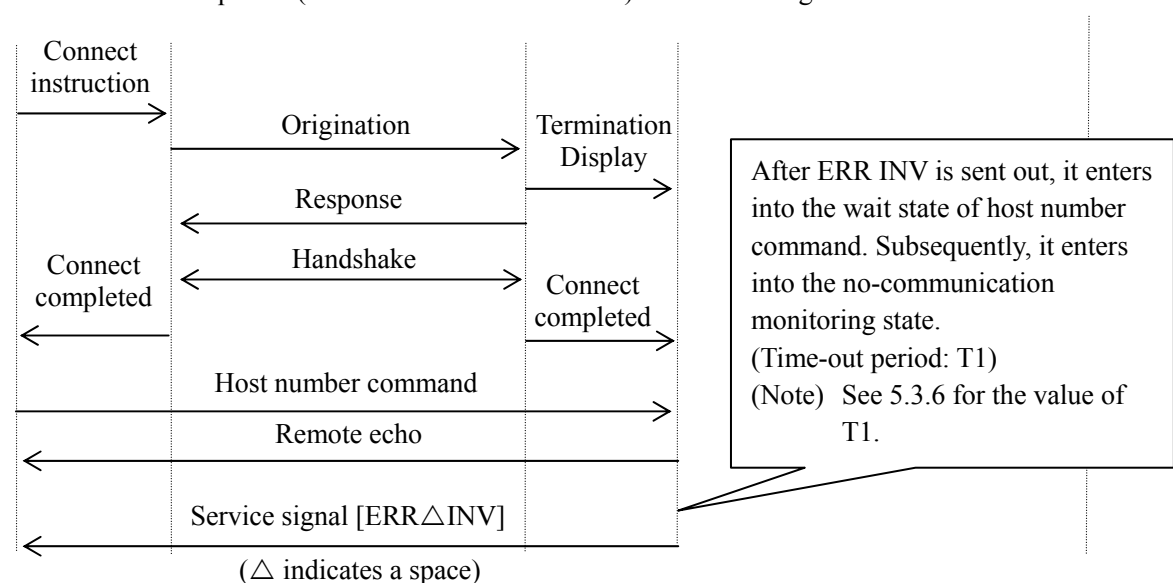 Connect
instruction
Origination
Termination
Display
Response
Handshake
Connect
completed
Connect
completed
Host number command
Remote echo
Service signal [ERR△INV]
(△ indicates a space)
After ERR INV is sent out, it enters
into the wait state of host number
command. Subsequently, it enters
into the no-communication
monitoring state.
(Time-out period: T1)
(Note) See 5.3.6 for the value of
T1.